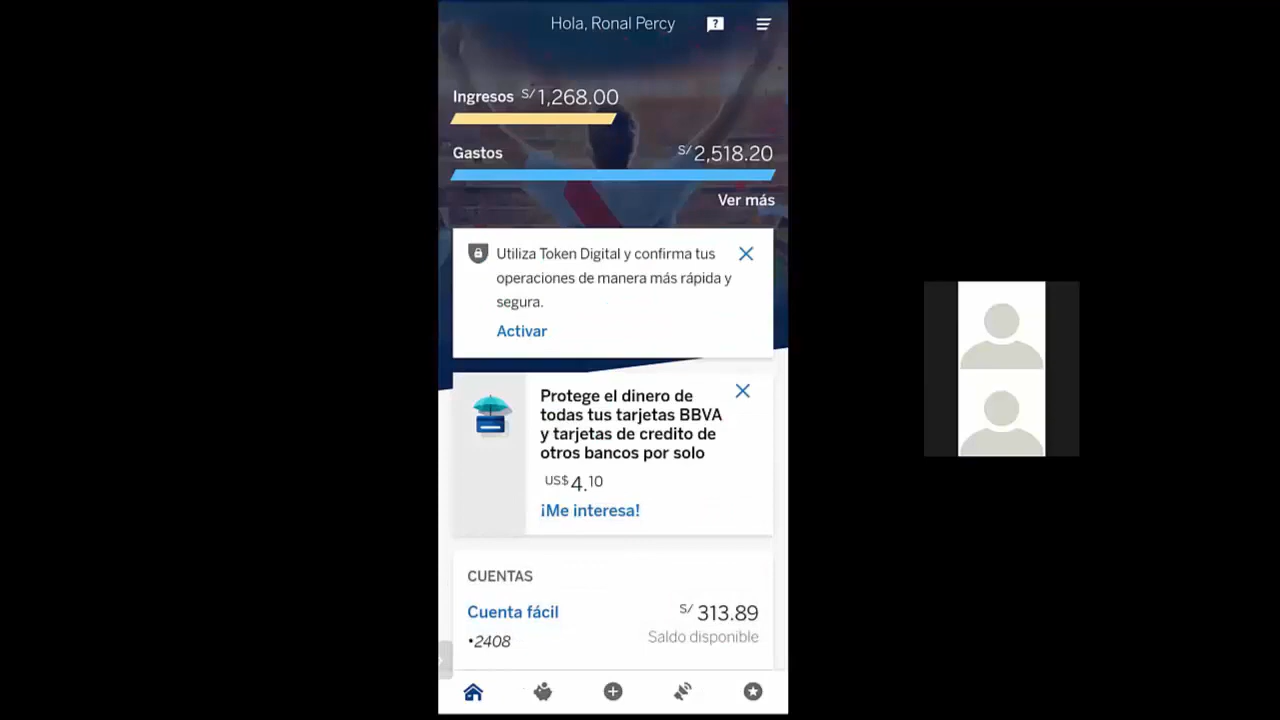 Hola, Ronal Percy
Ingresos S/ 1,268.00
Gastos S/ 2,518.20
Ver más
Utiliza Token Digital y confirma tus
operaciones de manera más rápida y
segura.
Activar
Protege el dinero de
todas tus tarjetas BBVA
y tarjetas de credito de
otros bancos por solo
US$ 4.10
¡Me interesa!
CUENTAS
Cuenta fácil S/ 313.89
•2408 Saldo disponible